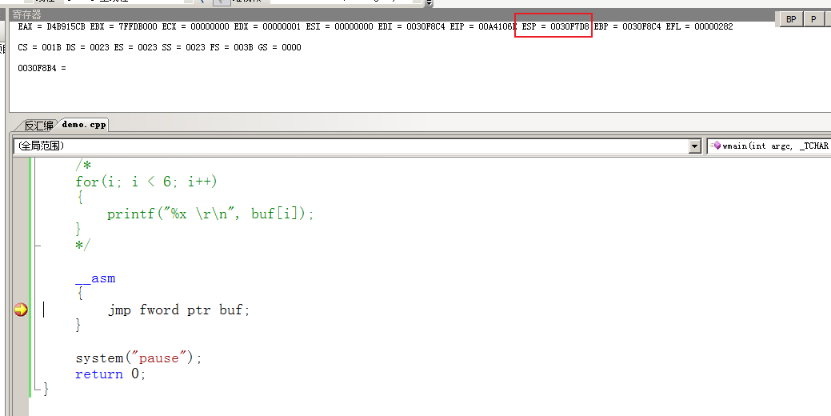 寄存器
EAX = D4B915CB EBX = 7FFDB000 ECX = 00000000 EDX = 00000001 ESI = 00000000 EDI = 0030F8C4 EIP = 00A4106E ESP = 0030F7D8 EBP = 0030F8C4 EFL = 00000282
CS = 001B DS = 0023 ES = 0023 SS = 0023 FS = 003B GS = 0000
0030F8B4 =
BP P
反汇编 demo.cpp
(全局范围) wmain(int argc, _TCHAR
/*
for(i; i < 6; i++)
{
printf("%x \r\n", buf[i]);
}
*/
__asm
{
jmp fword ptr buf;
}
system("pause");
return 0;
}